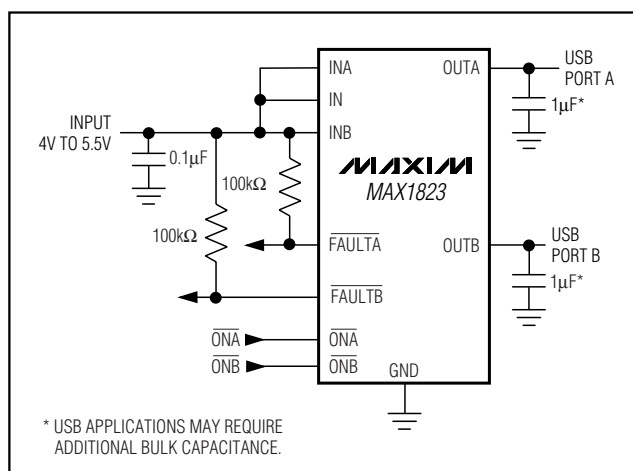 INPUT
4V TO 5.5V
0.1µF
100kΩ
100kΩ
INA
IN
INB
MAXIM
MAX1823
FAULTA
FAULTB
ONA
ONB
ONA
ONB
GND
OUTA
OUTB
USB
PORT A
1µF*
USB
PORT B
1µF*
* USB APPLICATIONS MAY REQUIRE
ADDITIONAL BULK CAPACITANCE.